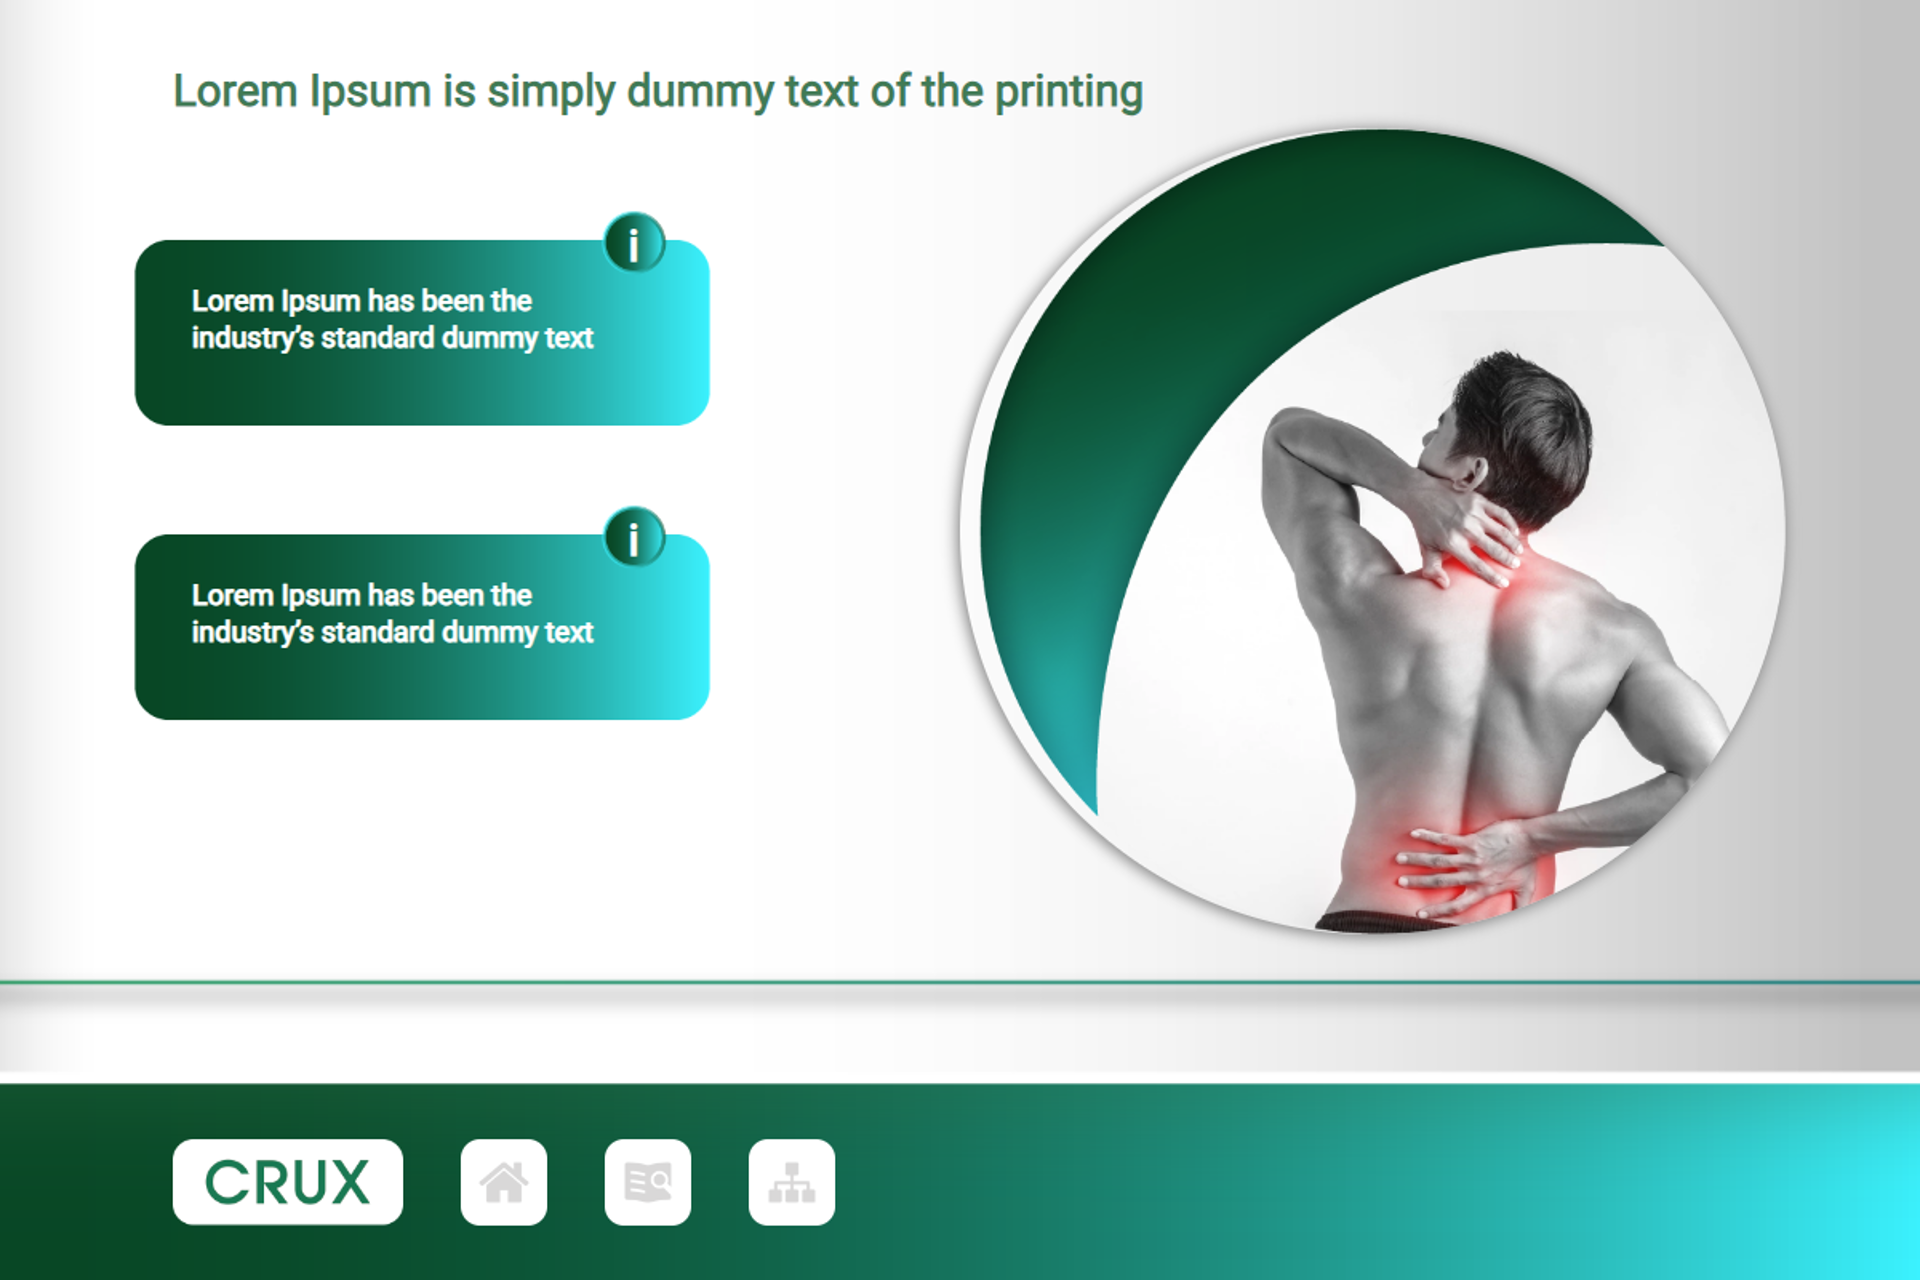 Lorem Ipsum is simply dummy text of the printing
i
Lorem Ipsum has been the
industry’s standard dummy text
i
Lorem Ipsum has been the
industry’s standard dummy text
CRUX